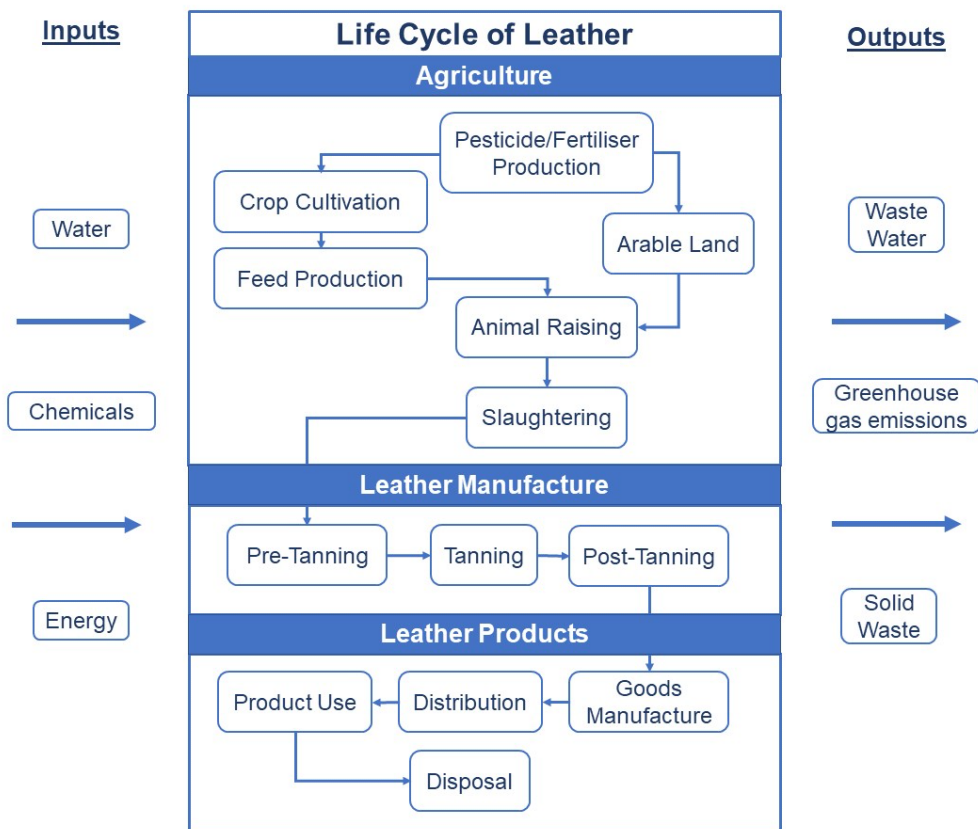 Inputs
Life Cycle of Leather
Outputs
Agriculture
Pesticide/Fertiliser
Production
Crop Cultivation
Water
Waste
Water
Arable Land
Feed Production
Animal Raising
Chemicals
Slaughtering
Greenhouse
gas emissions
Leather Manufacture
Pre-Tanning
Tanning
Post-Tanning
Energy
Solid
Waste
Leather Products
Product Use
Distribution
Goods
Manufacture
Disposal